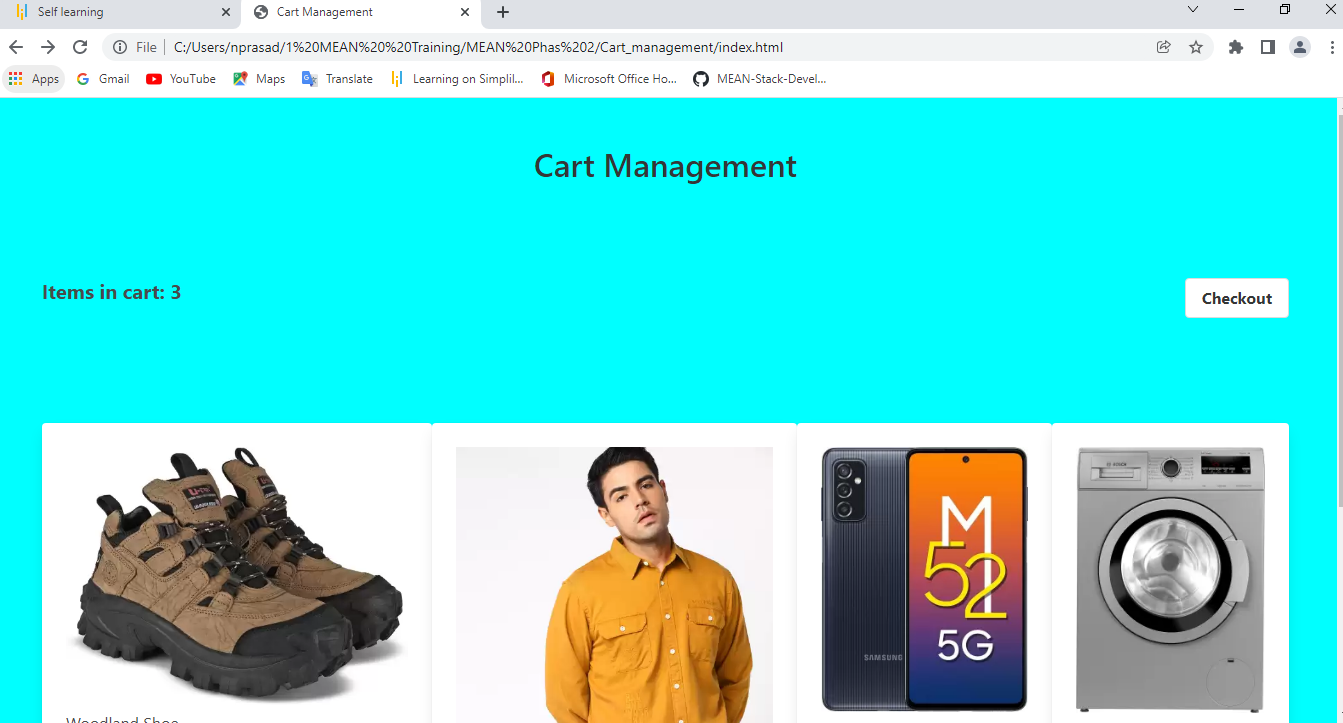 Self learning
Cart Management
File
C:/Users/nprasad/1%20MEAN%20%20Training/MEAN%20Phas%202/Cart_management/index.html
Apps
Gmail
YouTube
Maps
Translate
Learning on Simplil...
Microsoft Office Ho...
MEAN-Stack-Devel...
Cart Management
Items in cart: 3
Checkout
BOSCH
M
52
5G
SAMSUNG
Woodland Shoe